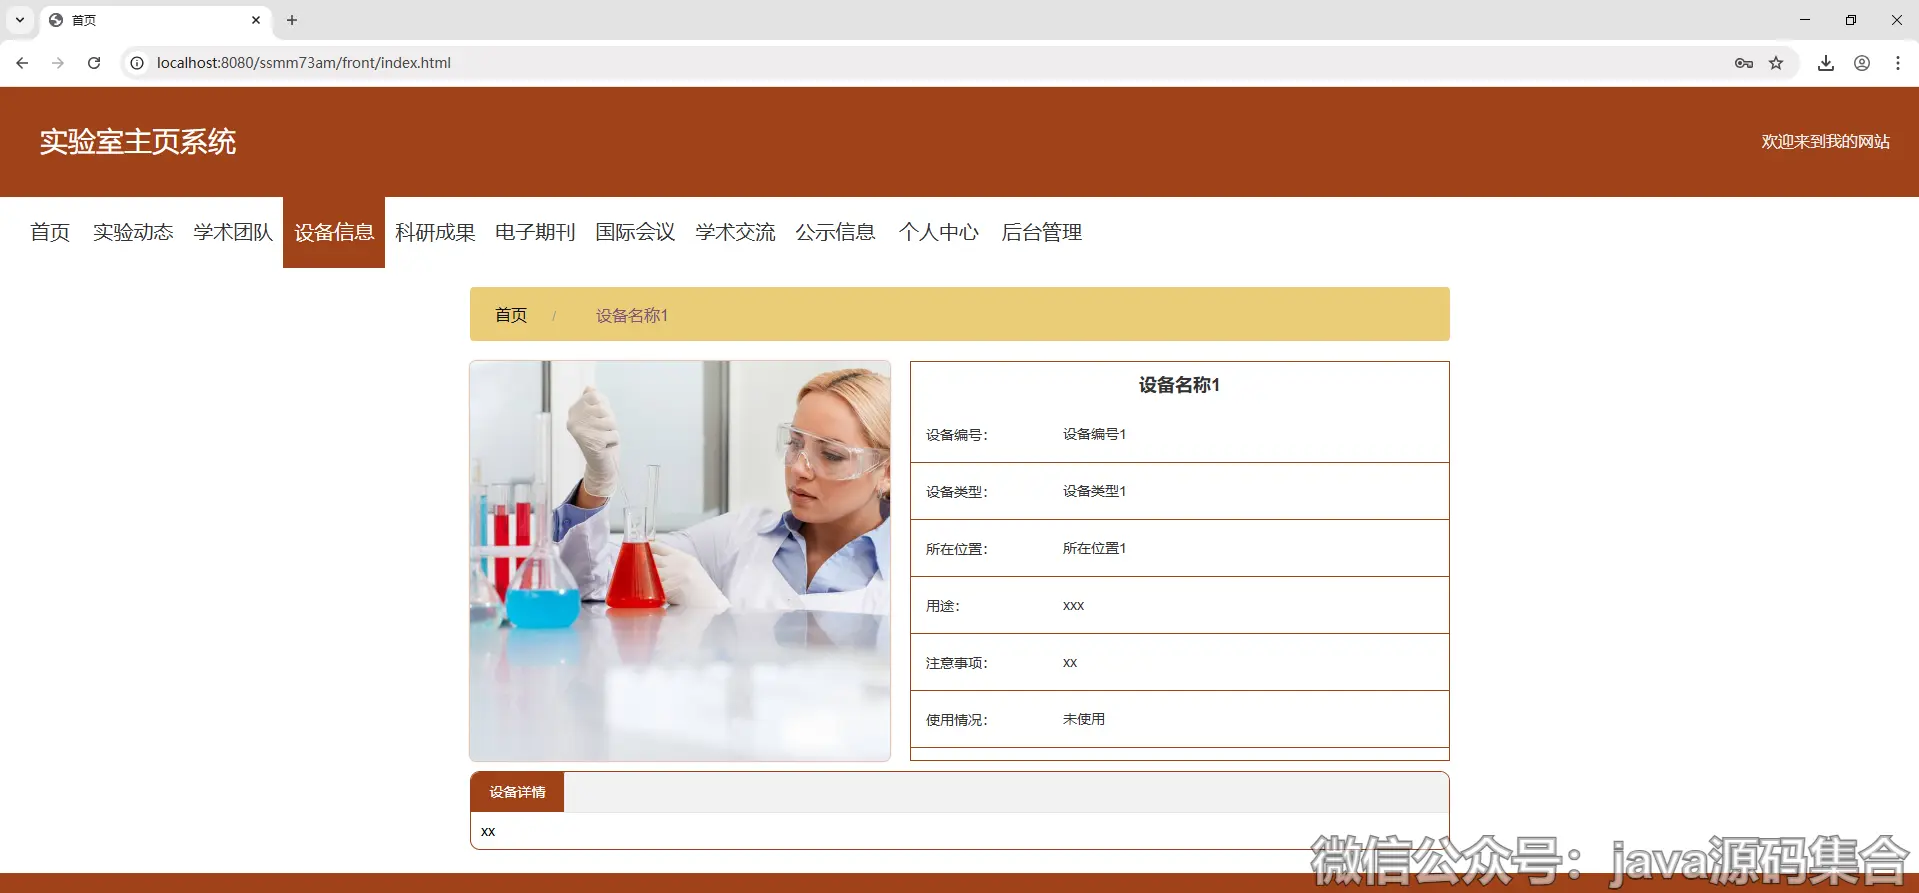 首页
localhost:8080/ssmm73am/front/index.html
实验室主页系统
欢迎来到我的网站
首页 实验动态 学术团队 设备信息 科研成果 电子期刊 国际会议 学术交流 公示信息 个人中心 后台管理
首页 / 设备名称1
设备名称1
设备编号： 设备编号1
设备类型： 设备类型1
所在位置： 所在位置1
用途： xxx
注意事项： xx
使用情况： 未使用
设备详情
xx
微信公众号：java源码集合